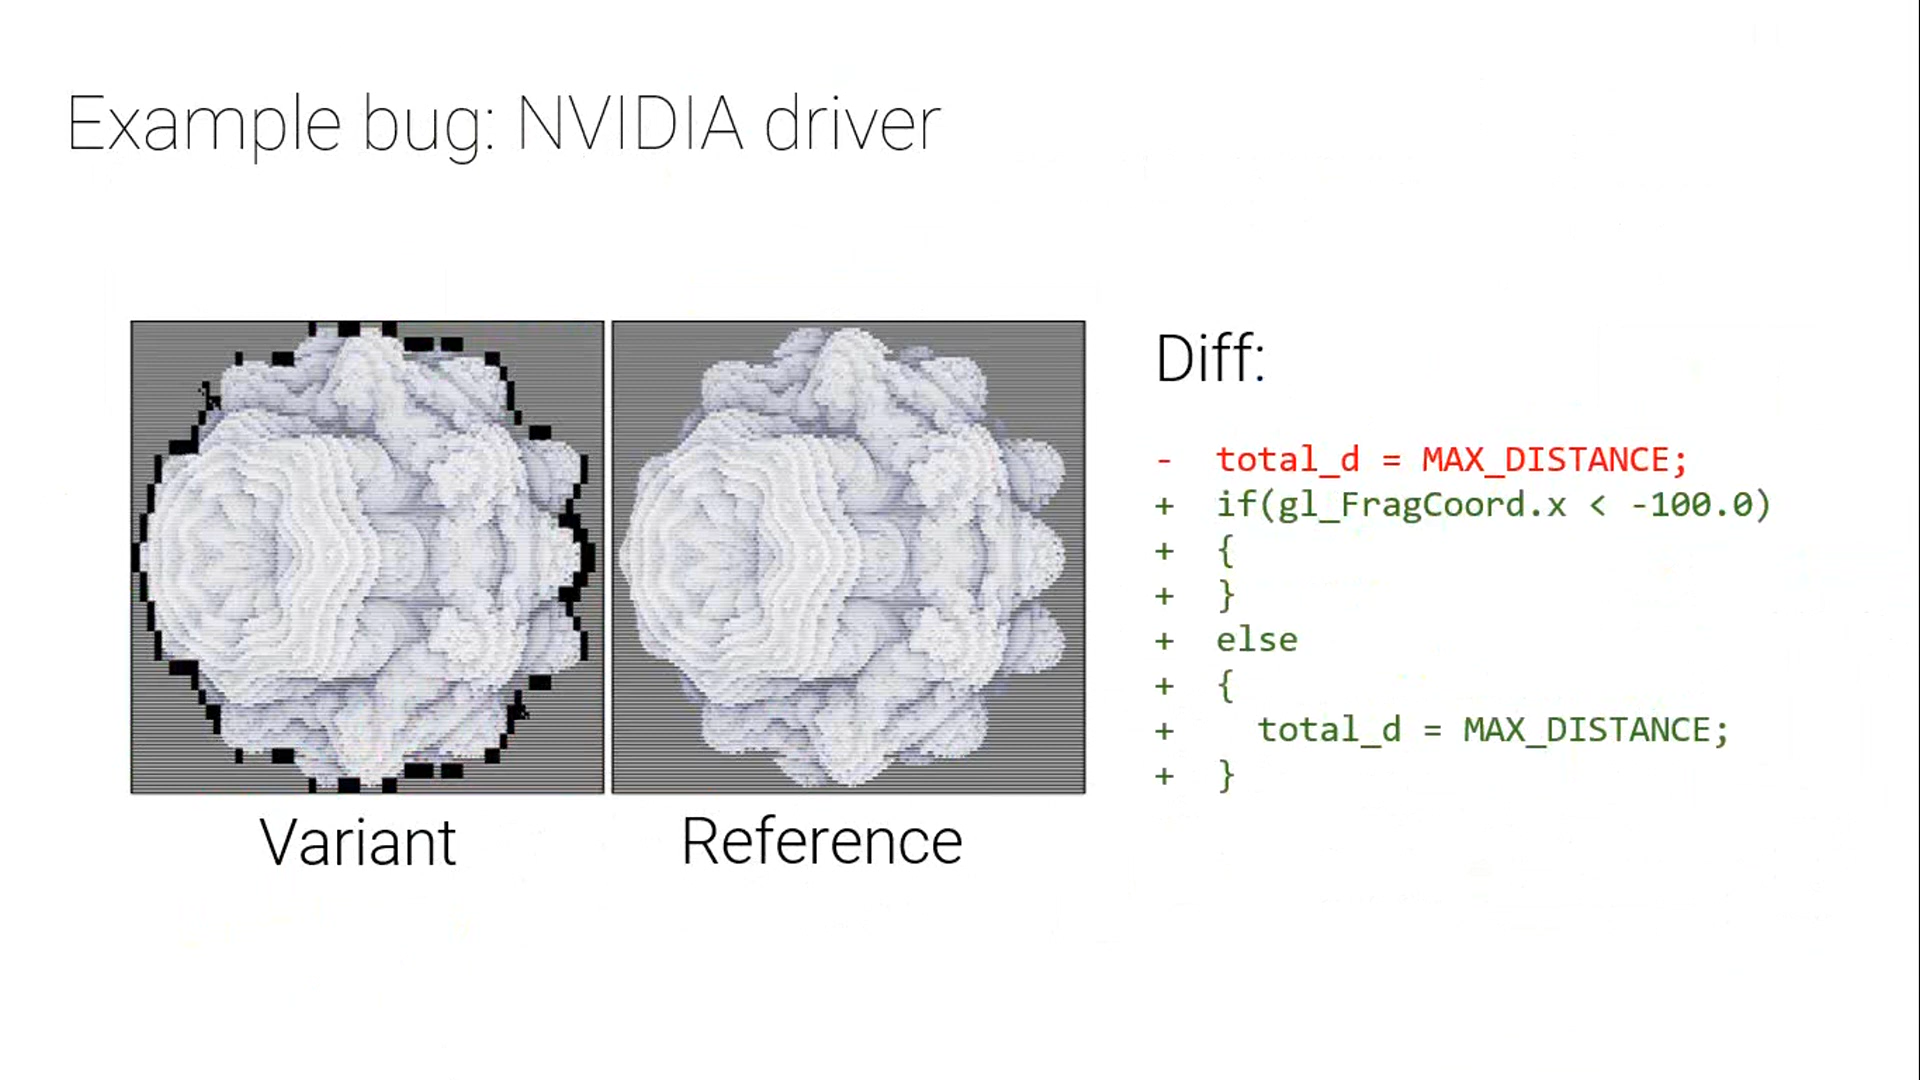 Example bug: NVIDIA driver
Variant
Reference
Diff:
- total_d = MAX_DISTANCE;
+ if(gl_FragCoord.x < -100.0)
+ {
+ }
+ else
+ {
+   total_d = MAX_DISTANCE;
+ }